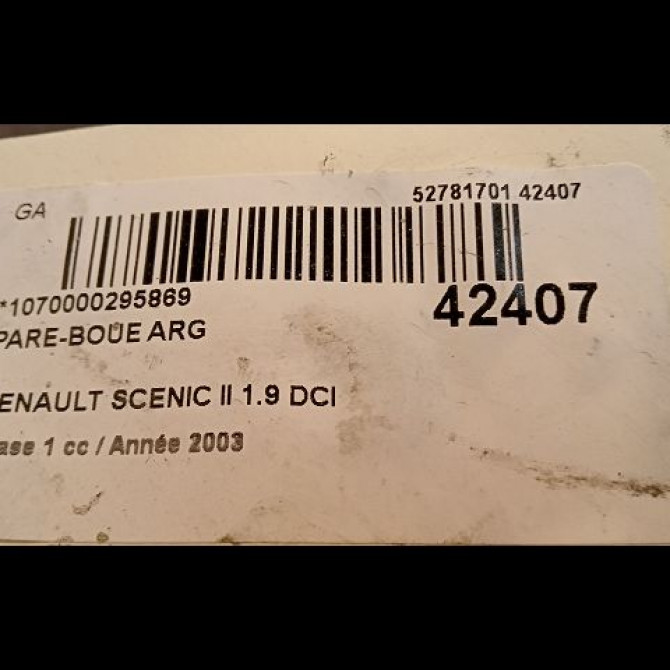 GA
52781701 42407
*1070000295869
42407
PARE-BOUE ARG
ENAULT SCENIC II 1.9 DCI
ase 1 cc / Année 2003